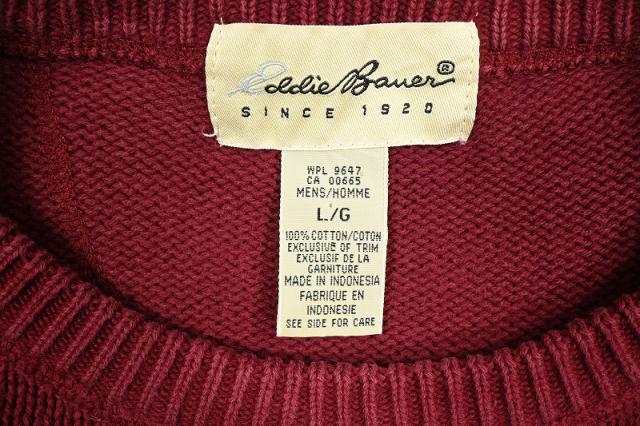 Eddie Bauer®
SINCE 1920
WPL 9647
CA 00665
MENS/HOMME
L/G
100% COTTON/COTON
EXCLUSIVE OF TRIM
EXCLUSIF DE LA
GARNITURE
MADE IN INDONESIA
FABRIQUE EN
INDONESIE
SEE SIDE FOR CARE